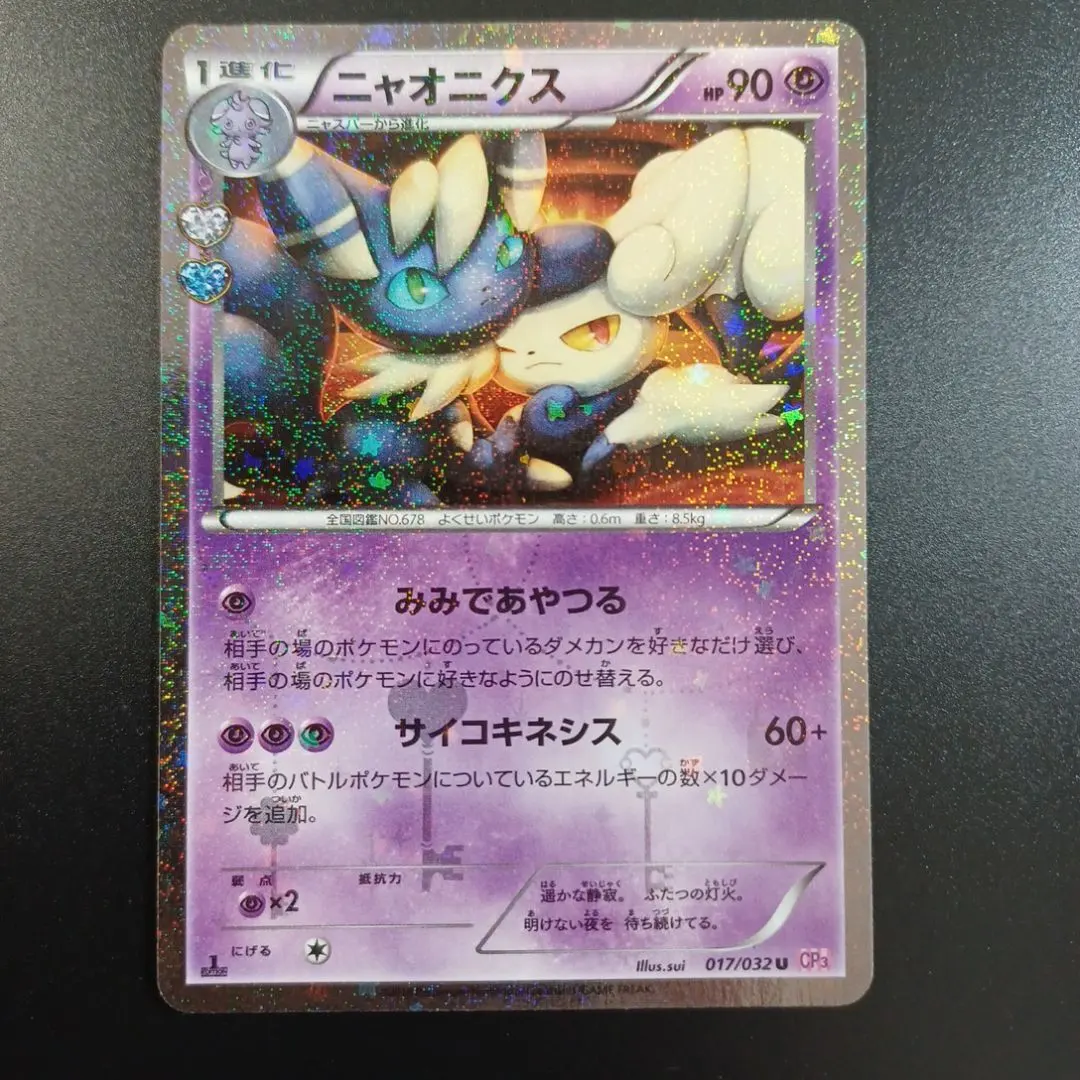 1進化
ニャオニクス
HP90
ニャスパーから進化
全国図鑑NO.678 よくせいポケモン 高さ:0.6m 重さ:8.5kg
みみであやつる
相手の場のポケモンにのっているダメカンを好きなだけ選び、
相手の場のポケモンに好きなようにのせ替える。
サイコキネシス 60+
相手のバトルポケモンについているエネルギーの数×10ダメー
ジを追加。
弱点 抵抗力
×2
遥かな静寂。 ふたつの灯火。
明けない夜を 待ち続けてる。
にげる
1 EDITION
Illus.sui 017/032 U CP3
GAME FREAK